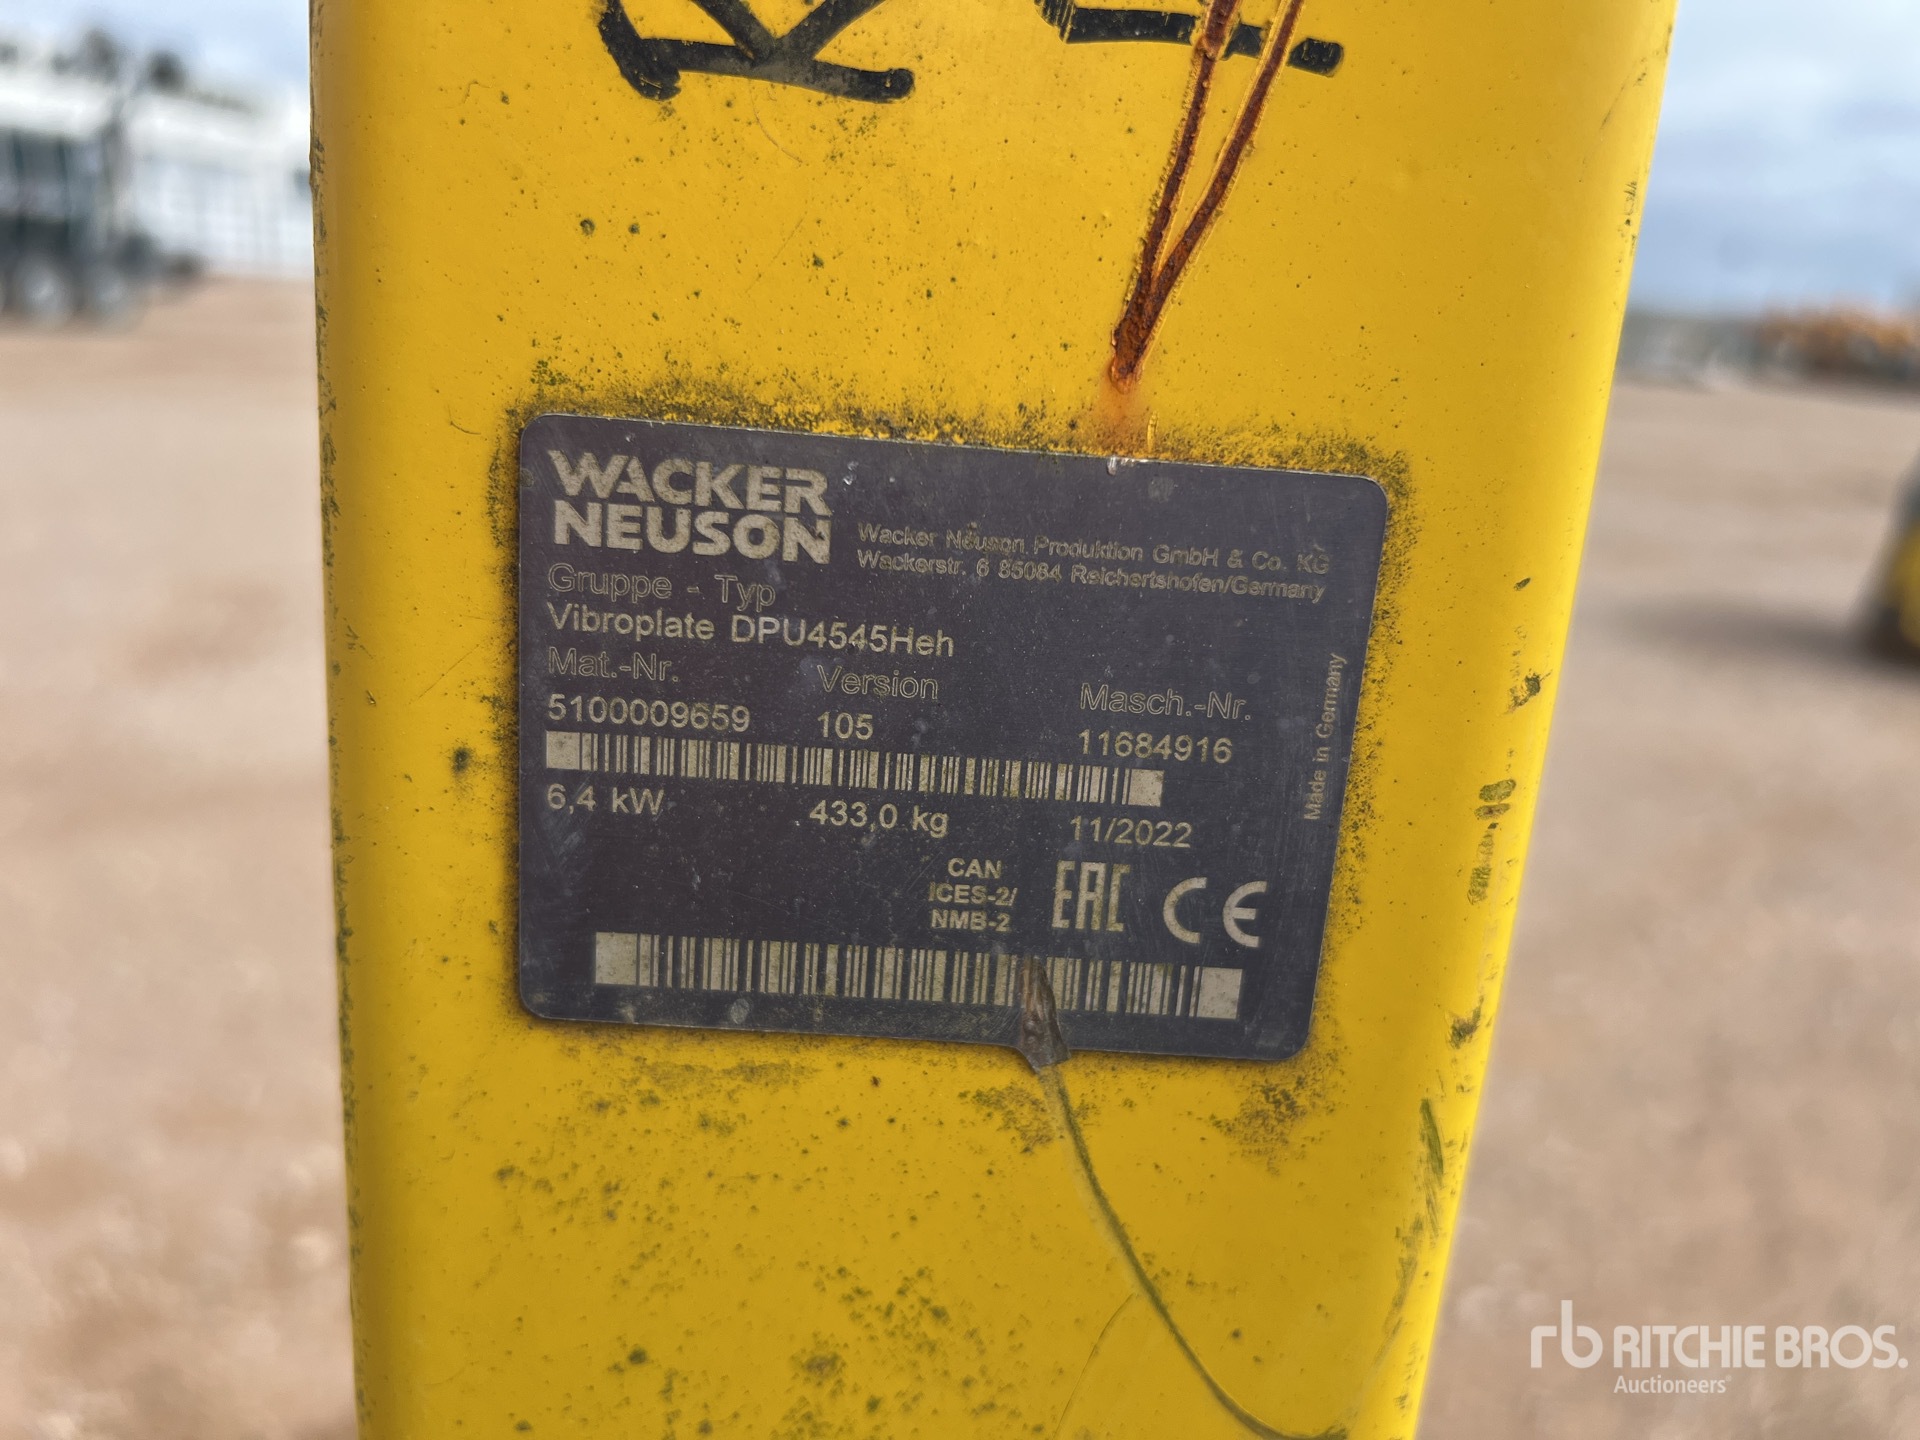 WACKER
NEUSON
Wacker Neuson Produktion GmbH & Co. KG
Wackerstr. 6 85084 Reichertshofen/Germany
Gruppe - Typ
Vibroplate DPU4545Heh
Mat.-Nr. Version Masch.-Nr.
5100009659 105 11684916
6,4 kW 433,0 kg 11/2022
Made in Germany
CAN
ICES-2/
NMB-2
EAC CE
rb RITCHIE BROS.
Auctioneers